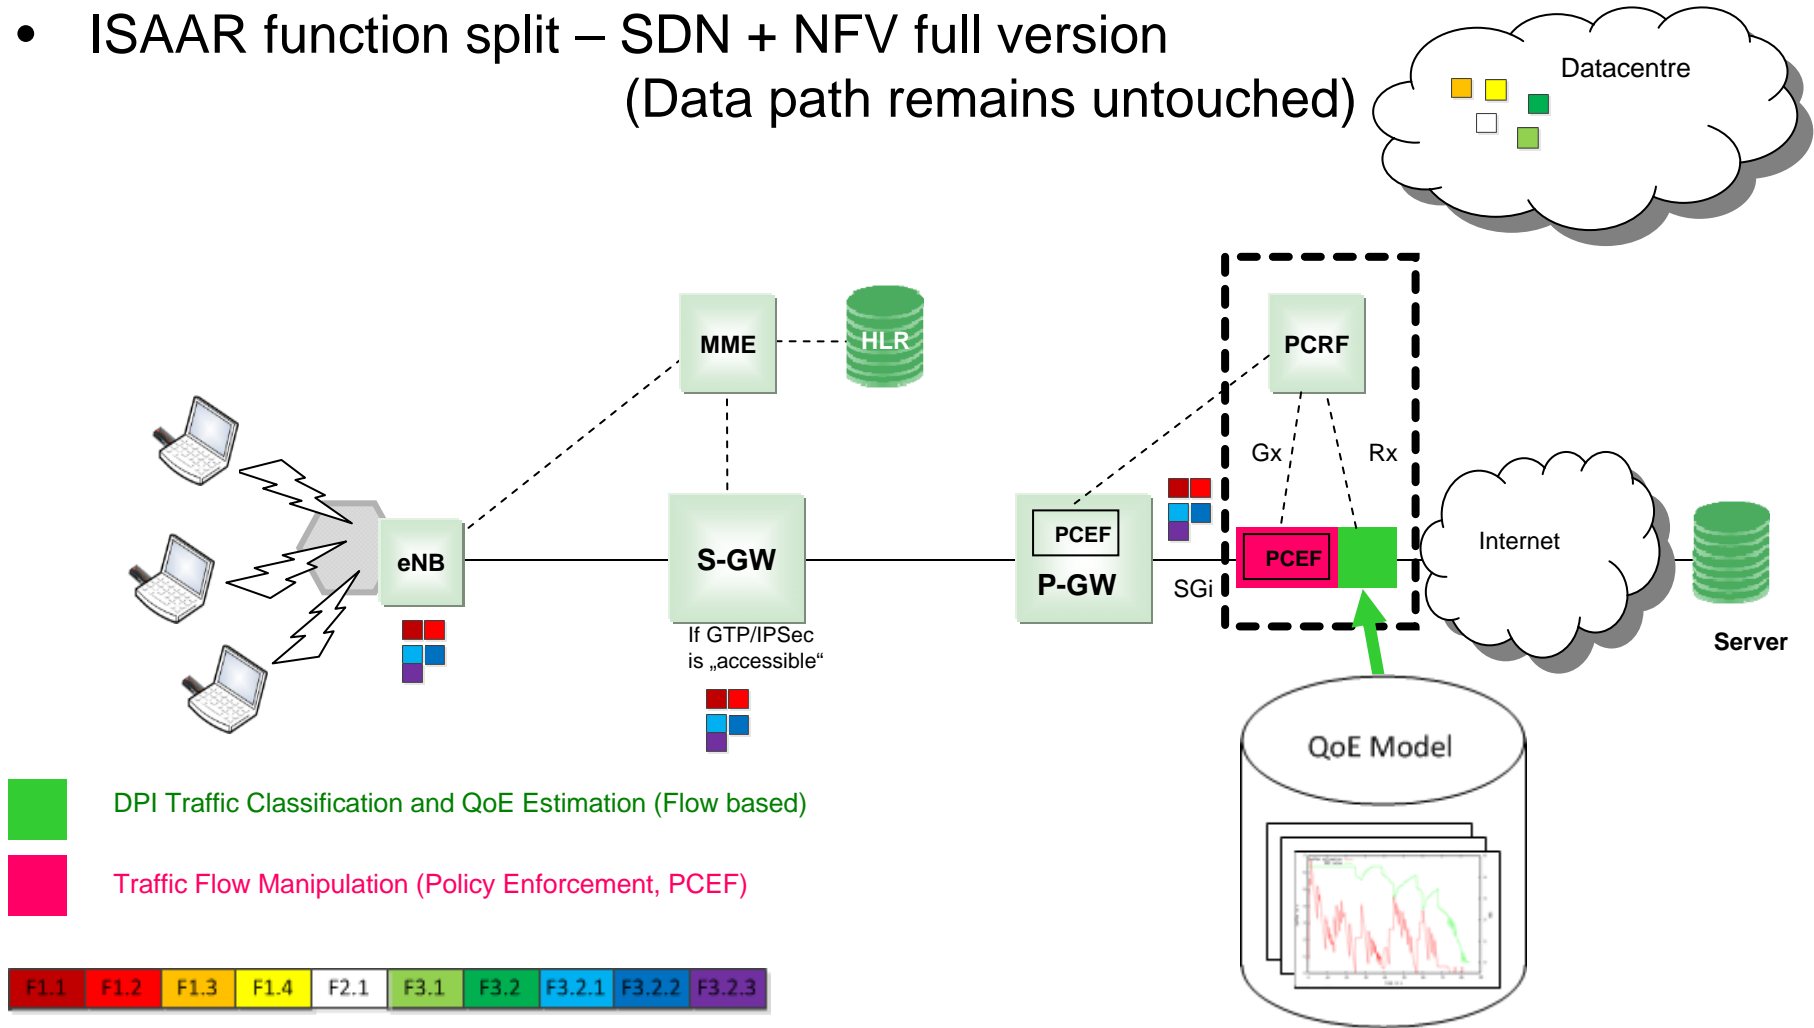 • ISAAR function split – SDN + NFV full version
(Data path remains untouched)
Datacentre
MME
HLR
PCRF
Gx
Rx
eNB
S-GW
PCEF
P-GW
SGi
PCEF
Internet
Server
If GTP/IPSec
is „accessible“
QoE Model
DPI Traffic Classification and QoE Estimation (Flow based)
Traffic Flow Manipulation (Policy Enforcement, PCEF)
F1.1 F1.2 F1.3 F1.4 F2.1 F3.1 F3.2 F3.2.1 F3.2.2 F3.2.3